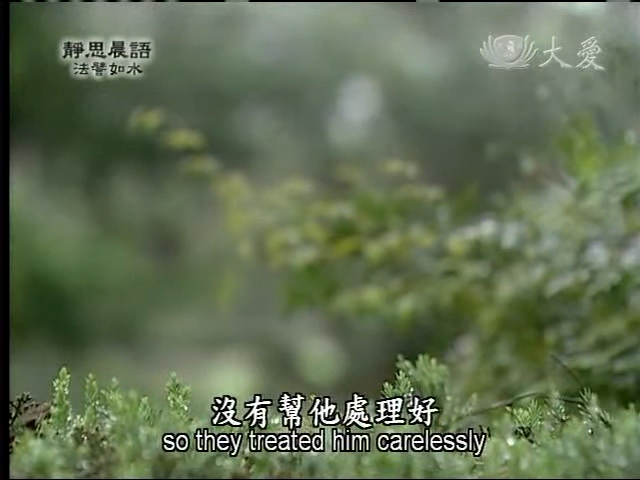 靜思晨語
法譬如水
大愛
沒有幫他處理好
so they treated him carelessly